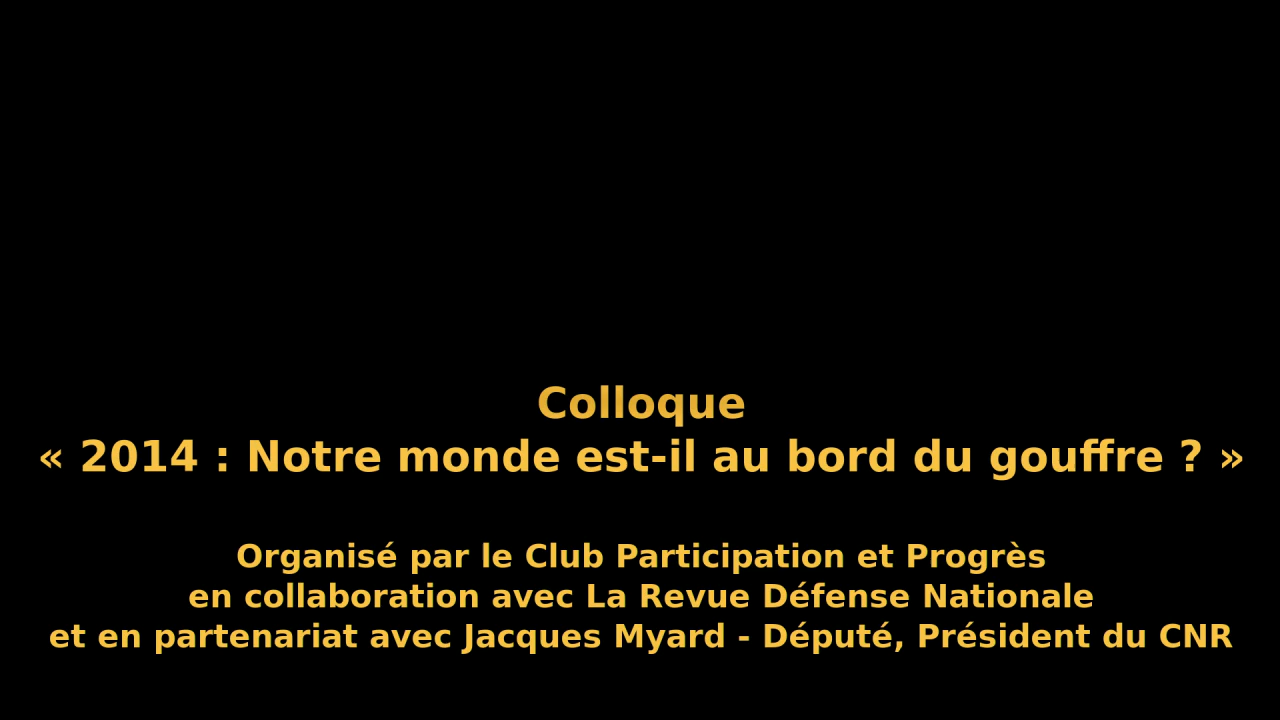 Colloque
« 2014 : Notre monde est-il au bord du gouffre ? »
Organisé par le Club Participation et Progrès
en collaboration avec La Revue Défense Nationale
et en partenariat avec Jacques Myard - Député, Président du CNR